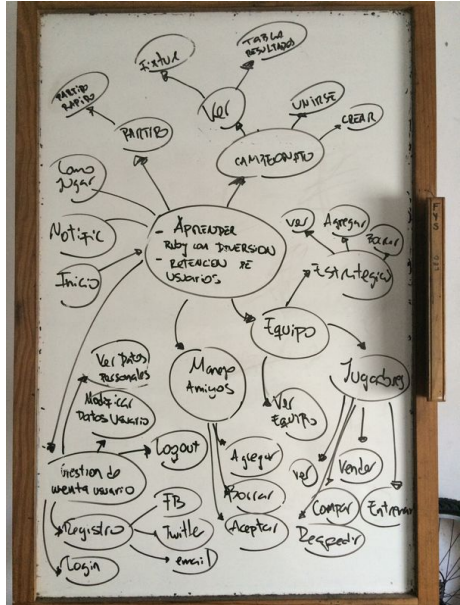 Fixture
TABLA
RESULTADOS
PARTIDO
RAPIDO
VER
UNIRSE
CREAR
PARTIDO
CAMPEONATO
Como
Jugar
Notific
Inicio
- APRENDER
Ruby con DIVERSION
- RETENCION DE
USUARIOS
Ver
Agregar
Borrar
Estrategico
Equipo
Manejo
Amigos
Jugadores
Ver Datos
Personales
Modificar
Datos Usuario
Logout
Ver
EQUIPO
Gestion de
cuenta usuario
Agregar
Borrar
Aceptar
Ver
Vender
Comprar
Entrenar
Despedir
Registro
FB
Twitter
email
Login